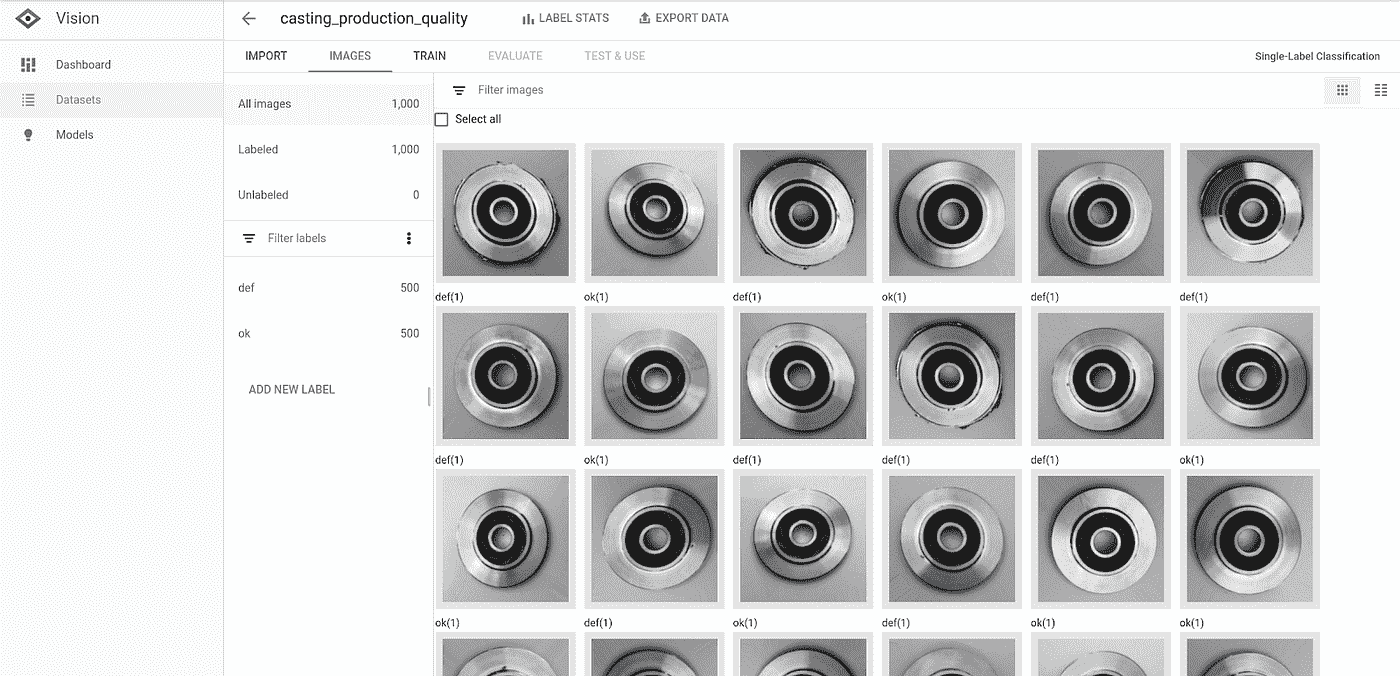 Vision
casting_production_quality
LABEL STATS
EXPORT DATA
IMPORT
IMAGES
TRAIN
EVALUATE
TEST & USE
Single-Label Classification
Dashboard
Datasets
Models
All images 1,000
Labeled 1,000
Unlabeled 0
Filter labels
def 500
ok 500
ADD NEW LABEL
Filter images
Select all
def(1) ok(1) def(1) ok(1) def(1) def(1)
def(1) ok(1) def(1) def(1) def(1) ok(1)
ok(1) def(1) ok(1) def(1) ok(1) ok(1)